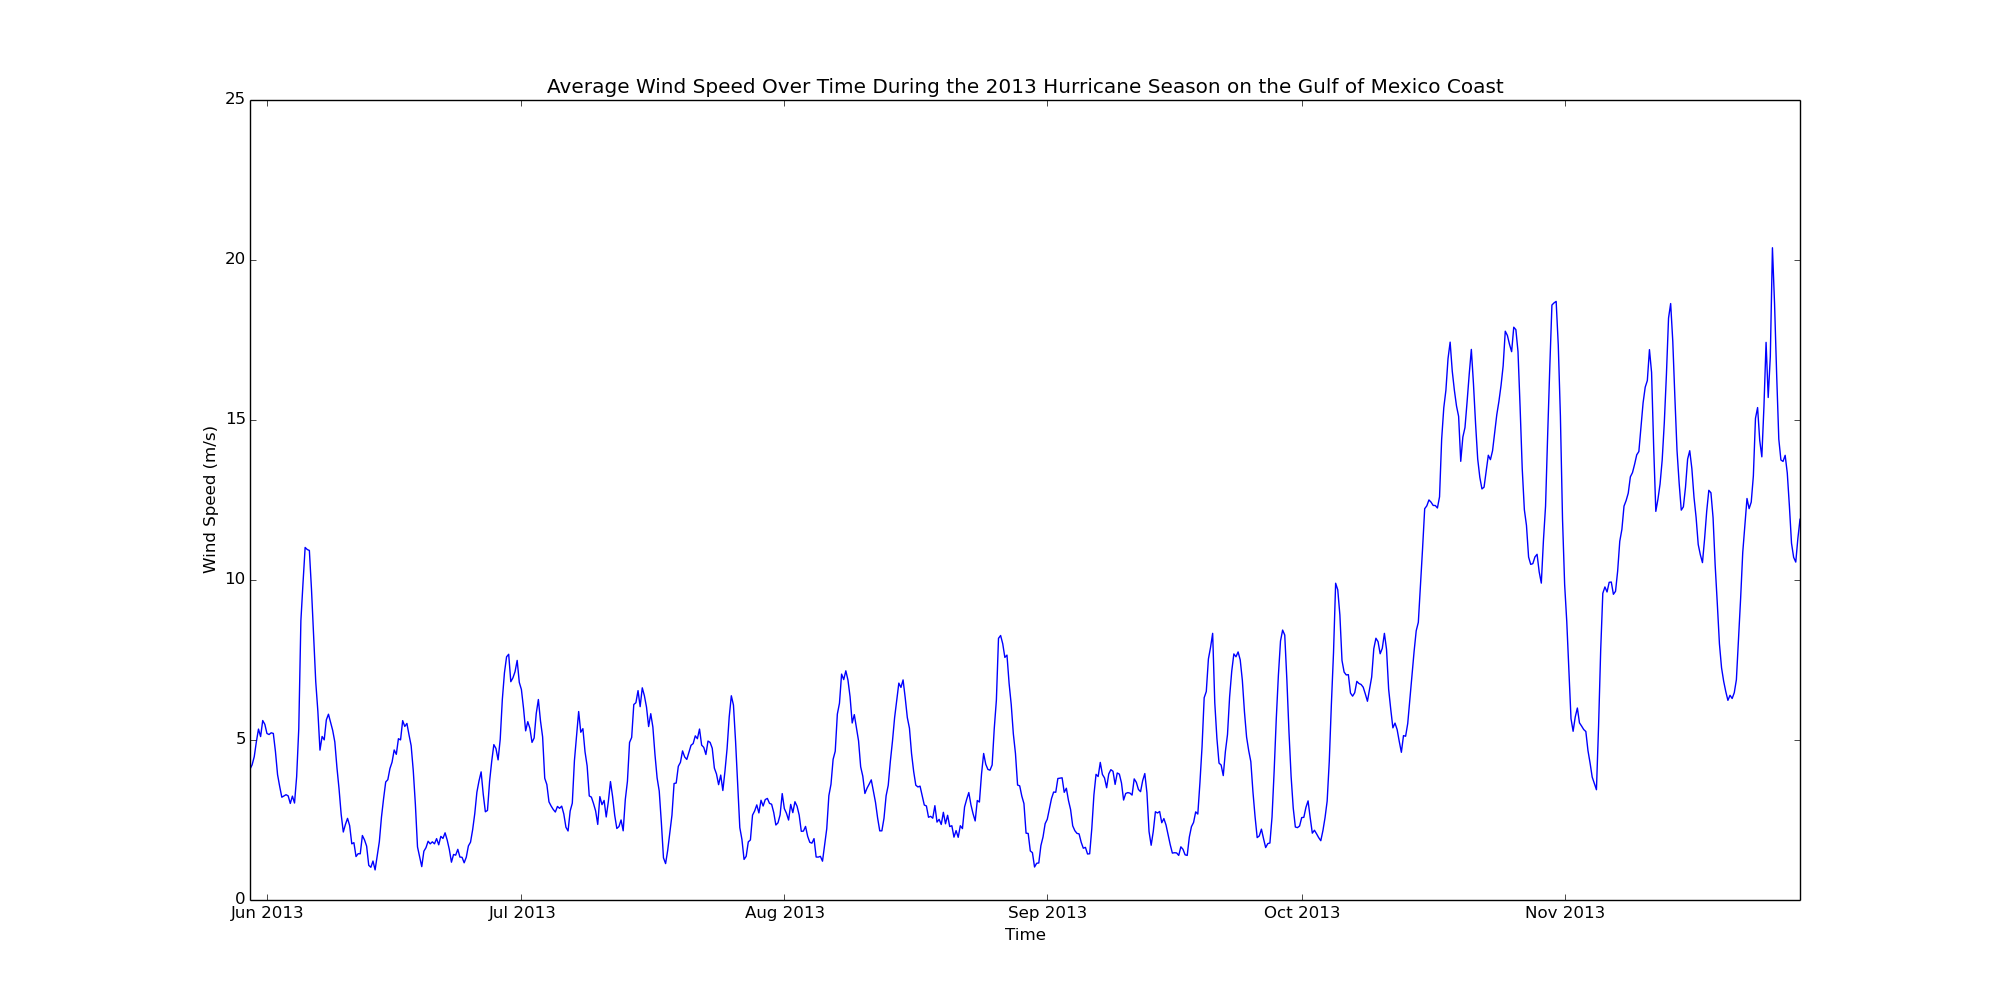 Average Wind Speed Over Time During the 2013 Hurricane Season on the Gulf of Mexico Coast
25
20
15
10
5
0
Wind Speed (m/s)
Jun 2013 Jul 2013 Aug 2013 Sep 2013 Oct 2013 Nov 2013
Time